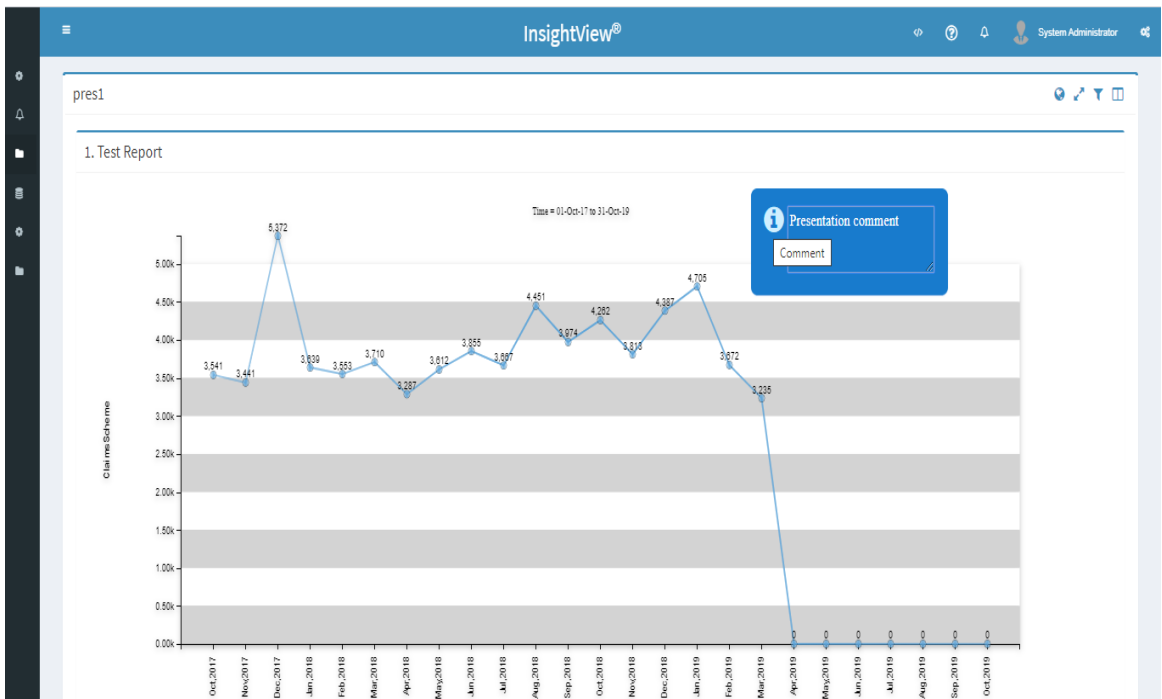 InsightView®
System Administrator
pres1
1. Test Report
Time = 01-Oct-17 to 31-Oct-19
Presentation comment
Comment
Claims Scheme
5.00k
4.50k
4.00k
3.50k
3.00k
2.50k
2.00k
1.50k
1.00k
0.50k
0.00k
3,541
3,441
5,372
3,639
3,553
3,710
3,287
3,612
3,855
3,667
4,451
3,974
4,262
3,813
4,387
4,705
3,672
3,235
0
0
0
0
0
0
0
Oct,2017
Nov,2017
Dec,2017
Jan,2018
Feb,2018
Mar,2018
Apr,2018
May,2018
Jun,2018
Jul,2018
Aug,2018
Sep,2018
Oct,2018
Nov,2018
Dec,2018
Jan,2019
Feb,2019
Mar,2019
Apr,2019
May,2019
Jun,2019
Jul,2019
Aug,2019
Sep,2019
Oct,2019